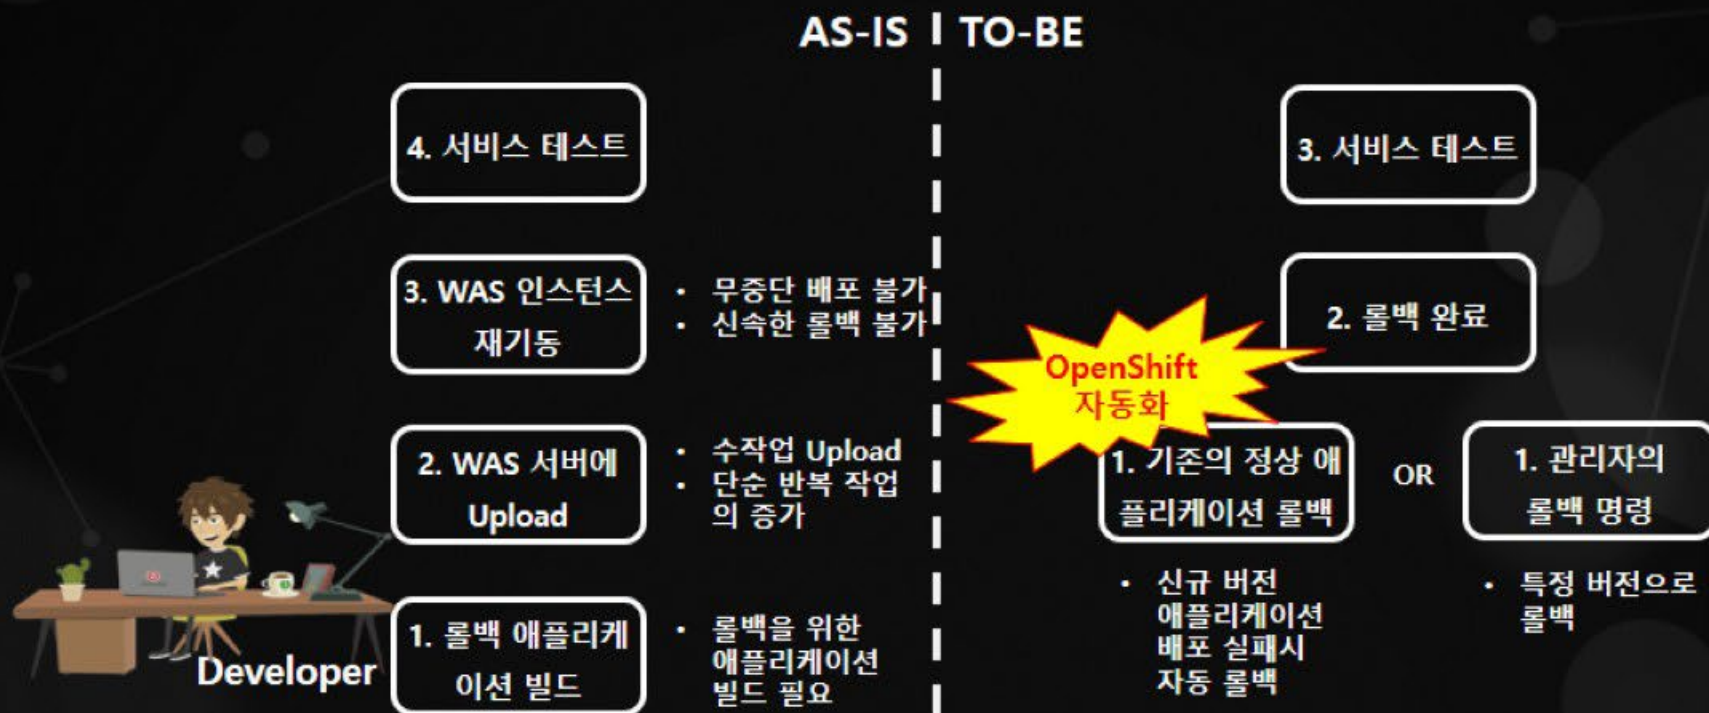 AS-IS
TO-BE
4. 서비스 테스트
3. WAS 인스턴스
재기동
• 무중단 배포 불가
• 신속한 롤백 불가
2. WAS 서버에
Upload
• 수작업 Upload
• 단순 반복 작업
의 증가
1. 롤백 애플리케
이션 빌드
• 롤백을 위한
애플리케이션
빌드 필요
Developer
3. 서비스 테스트
2. 롤백 완료
OpenShift
자동화
1. 기존의 정상 애
플리케이션 롤백
OR
1. 관리자의
롤백 명령
• 신규 버전
애플리케이션
배포 실패시
자동 롤백
• 특정 버전으로
롤백